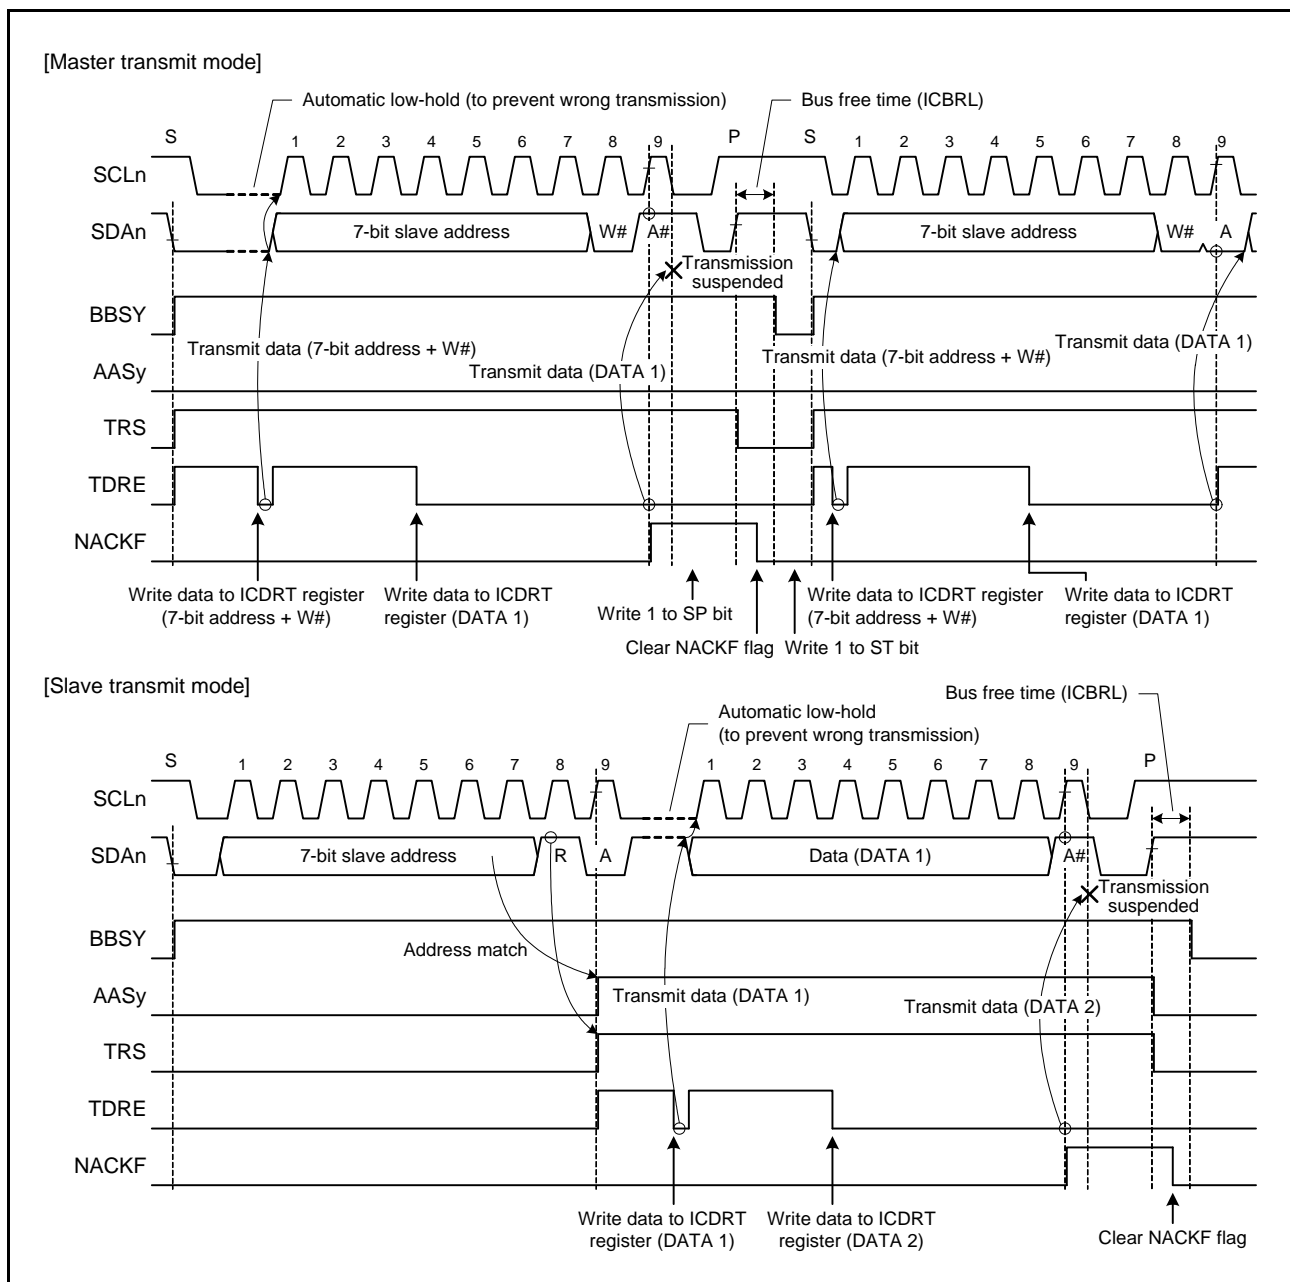 [Master transmit mode]
Automatic low-hold (to prevent wrong transmission)
Bus free time (ICBRL)
S 1 2 3 4 5 6 7 8 9 P S 1 2 3 4 5 6 7 8 9
SCLn
SDAn 7-bit slave address W# A# 7-bit slave address W# A
Transmission
suspended
BBSY
Transmit data (7-bit address + W#)
Transmit data (DATA 1)
Transmit data (7-bit address + W#)
Transmit data (DATA 1)
AASy
TRS
TDRE
NACKF
Write data to ICDRT register
(7-bit address + W#)
Write data to ICDRT
register (DATA 1)
Write 1 to SP bit
Clear NACKF flag
Write 1 to ST bit
Write data to ICDRT register
(7-bit address + W#)
Write data to ICDRT
register (DATA 1)
[Slave transmit mode]
Bus free time (ICBRL)
Automatic low-hold
(to prevent wrong transmission)
S 1 2 3 4 5 6 7 8 9 1 2 3 4 5 6 7 8 9 P
SCLn
SDAn 7-bit slave address R A Data (DATA 1) A#
Transmission
suspended
BBSY
Address match
AASy
Transmit data (DATA 1)
Transmit data (DATA 2)
TRS
TDRE
NACKF
Write data to ICDRT
register (DATA 1)
Write data to ICDRT
register (DATA 2)
Clear NACKF flag